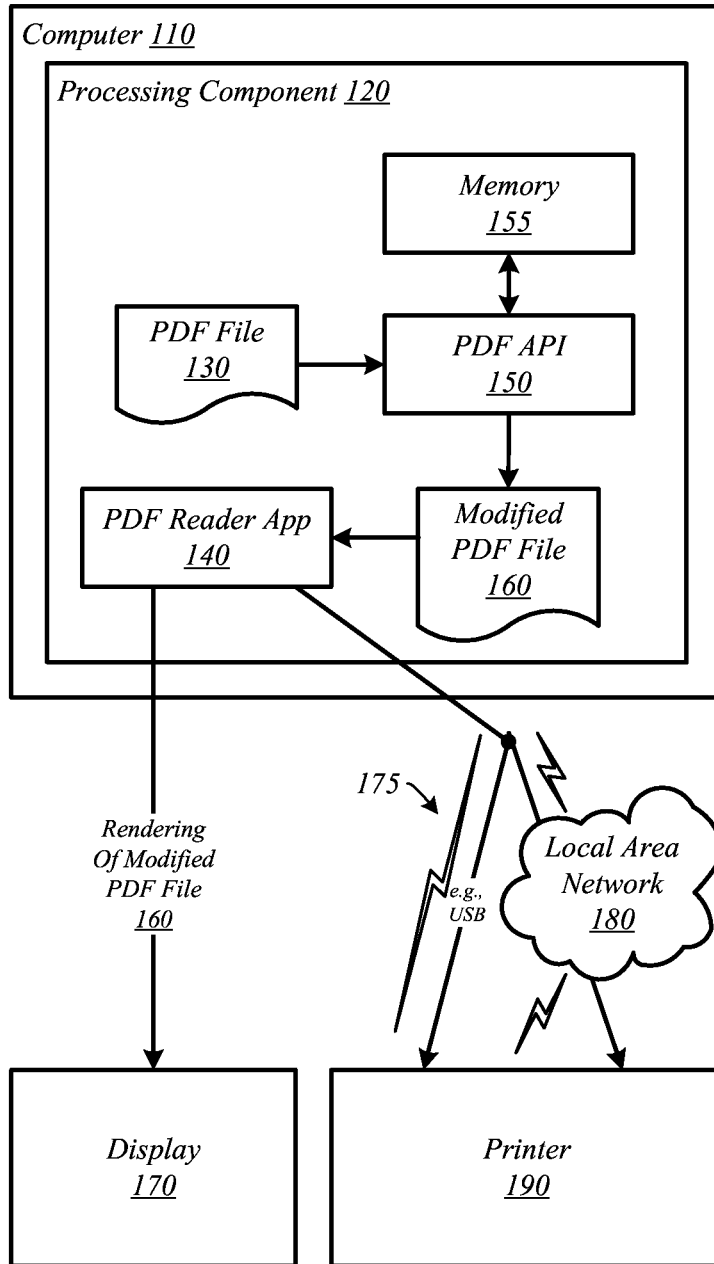 Computer 110
Processing Component 120
Memory
155
PDF File
130
PDF API
150
PDF Reader App
140
Modified
PDF File
160
175
Rendering
Of Modified
PDF File
160
e.g.,
USB
Local Area
Network
180
Display
170
Printer
190